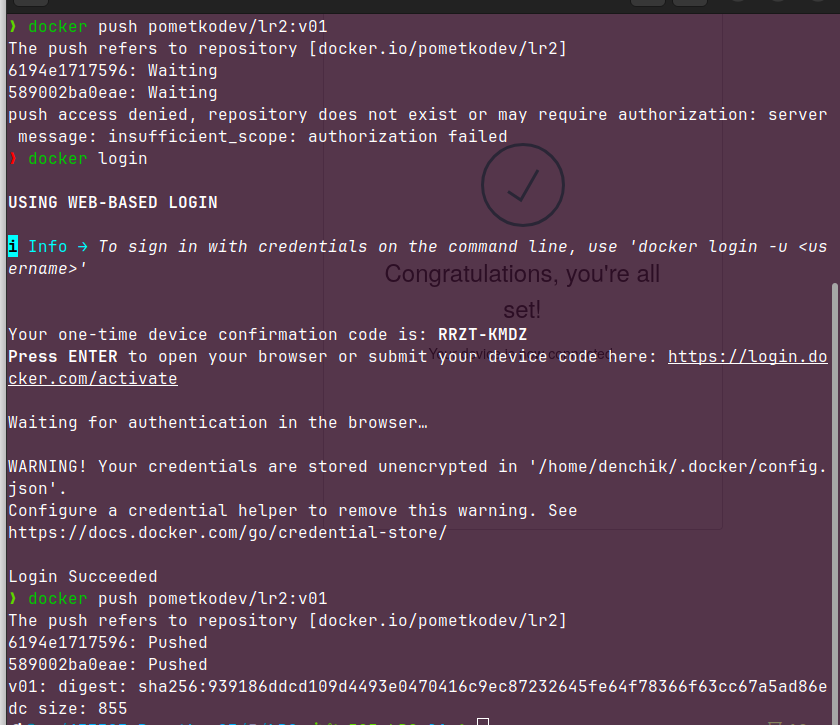 ❯ docker push pometkodev/lr2:v01
The push refers to repository [docker.io/pometkodev/lr2]
6194e1717596: Waiting
589002ba0eae: Waiting
push access denied, repository does not exist or may require authorization: server
message: insufficient_scope: authorization failed
❯ docker login
USING WEB-BASED LOGIN
i Info → To sign in with credentials on the command line, use 'docker login -u <us
ername>'
Congratulations, you're all
set!
Your one-time device confirmation code is: RRZT-KMDZ
Press ENTER to open your browser or submit your device code here: https://login.do
cker.com/activate
Waiting for authentication in the browser…
WARNING! Your credentials are stored unencrypted in '/home/denchik/.docker/config.
json'.
Configure a credential helper to remove this warning. See
https://docs.docker.com/go/credential-store/
Login Succeeded
❯ docker push pometkodev/lr2:v01
The push refers to repository [docker.io/pometkodev/lr2]
6194e1717596: Pushed
589002ba0eae: Pushed
v01: digest: sha256:939186ddcd109d4493e0470416c9ec87232645fe64f78366f63cc67a5ad86e
dc size: 855